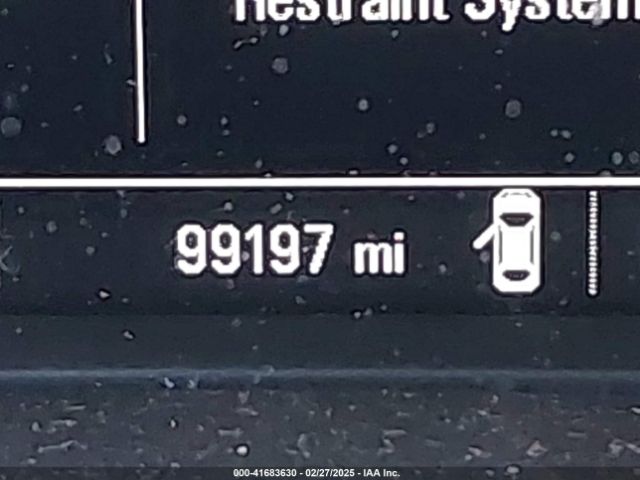 Restraint System
99197 mi
000-41683630 - 02/27/2025 - IAA Inc.